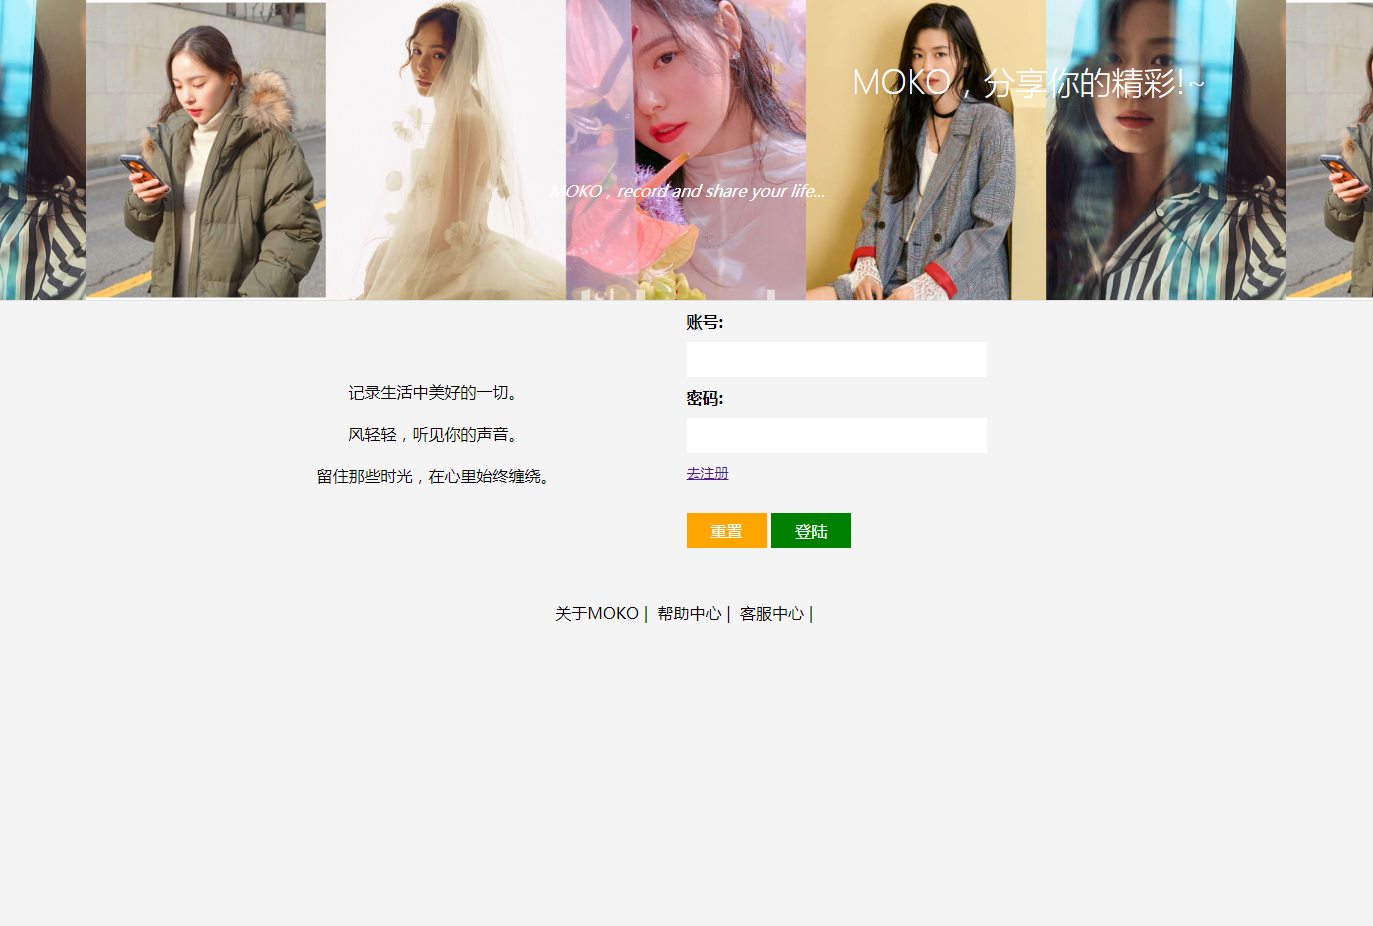 MOKO，分享你的精彩!~
MOKO，record and share your life...
账号:
密码:
去注册
重置 登陆
记录生活中美好的一切。
风轻轻，听见你的声音。
留住那些时光，在心里始终缠绕。
关于MOKO | 帮助中心 | 客服中心 |